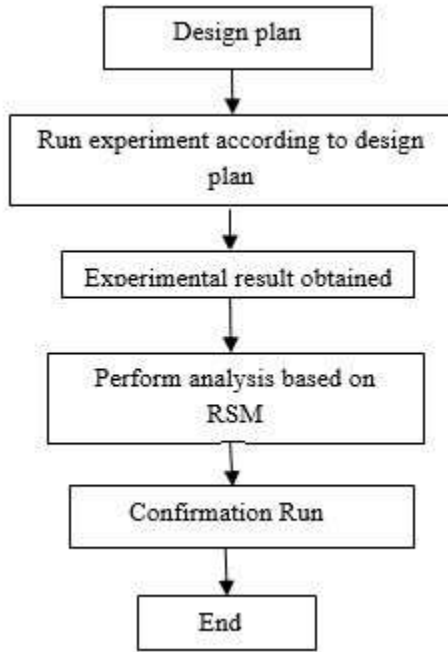 Design plan
Run experiment according to design
plan
Experimental result obtained
Perform analysis based on
RSM
Confirmation Run
End